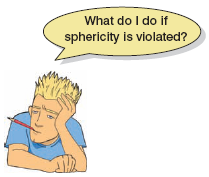 What do I do if
sphericity is violated?